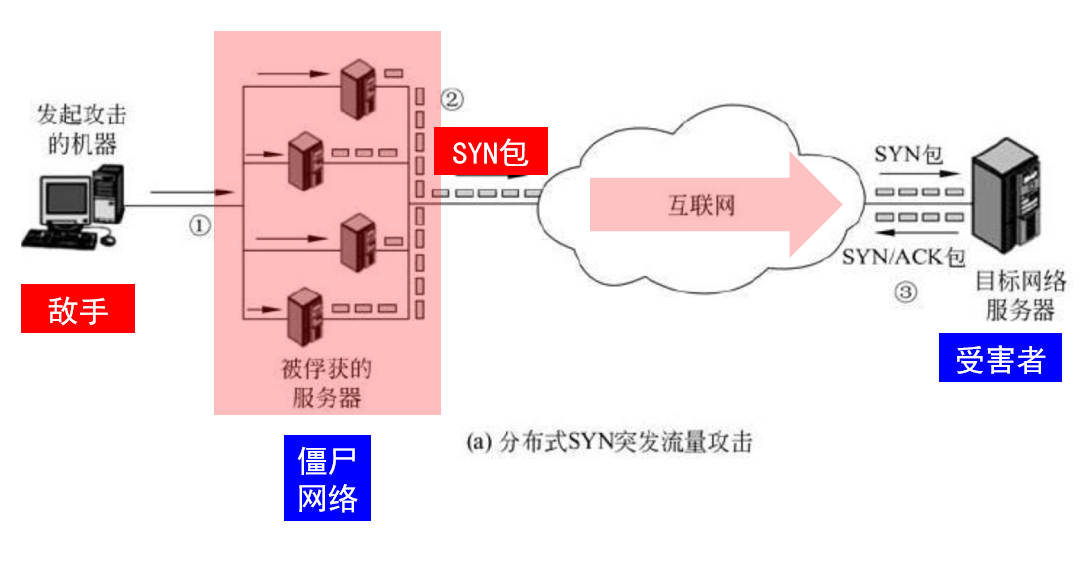 发起攻击
的机器
①
敌手
②
SYN包
被俘获的
服务器
僵尸
网络
互联网
SYN包
SYN/ACK包
③
目标网络
服务器
受害者
(a) 分布式SYN突发流量攻击